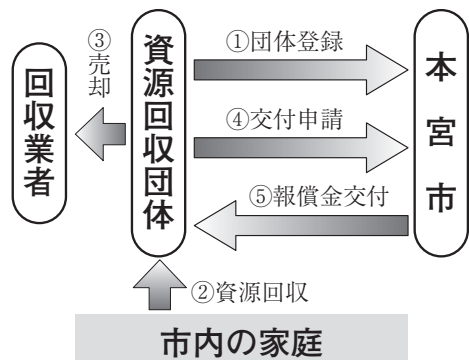 ①団体登録
③売却
資源回収団体
本宮市
回収業者
④交付申請
⑤報償金交付
②資源回収
市内の家庭